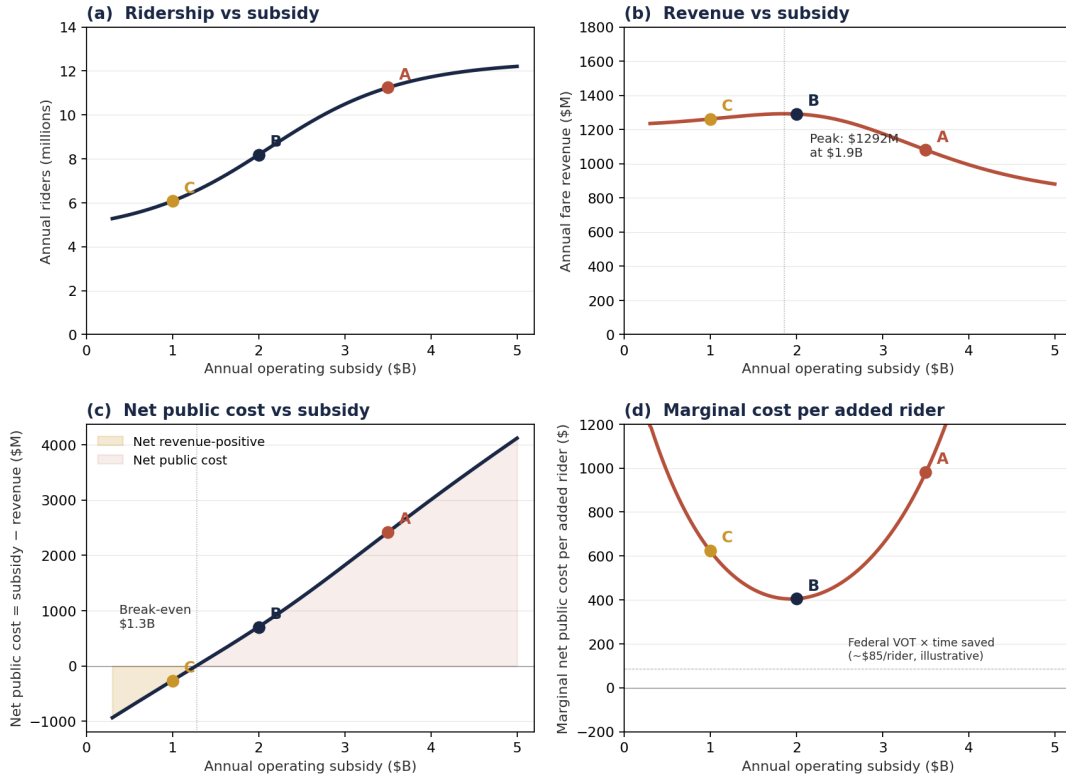 (a)  Ridership vs subsidy
14
12
10
8
6
4
2
0
Annual riders (millions)
A
B
C
0 1 2 3 4 5
Annual operating subsidy ($B)
(b)  Revenue vs subsidy
1800
1600
1400
1200
1000
800
600
400
200
0
Annual fare revenue ($M)
C
B
A
Peak: $1292M
at $1.9B
0 1 2 3 4 5
Annual operating subsidy ($B)
(c)  Net public cost vs subsidy
4000
3000
2000
1000
0
−1000
Net public cost = subsidy − revenue ($M)
Net revenue-positive
Net public cost
A
B
C
Break-even
$1.3B
0 1 2 3 4 5
Annual operating subsidy ($B)
(d)  Marginal cost per added rider
1200
1000
800
600
400
200
0
−200
Marginal net public cost per added rider ($)
A
C
B
Federal VOT × time saved
(~$85/rider, illustrative)
0 1 2 3 4 5
Annual operating subsidy ($B)